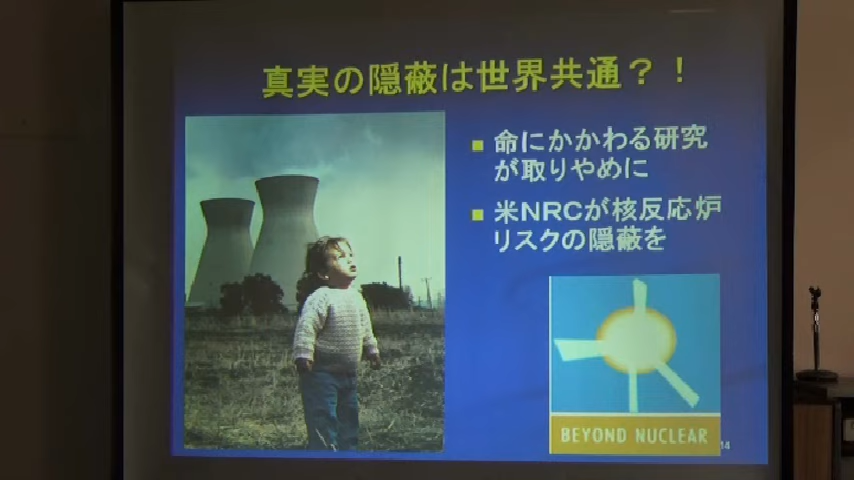 真実の隠蔽は世界共通？！
■ 命にかかわる研究
が取りやめに
■ 米NRCが核反応炉
リスクの隠蔽を
BEYOND NUCLEAR
14